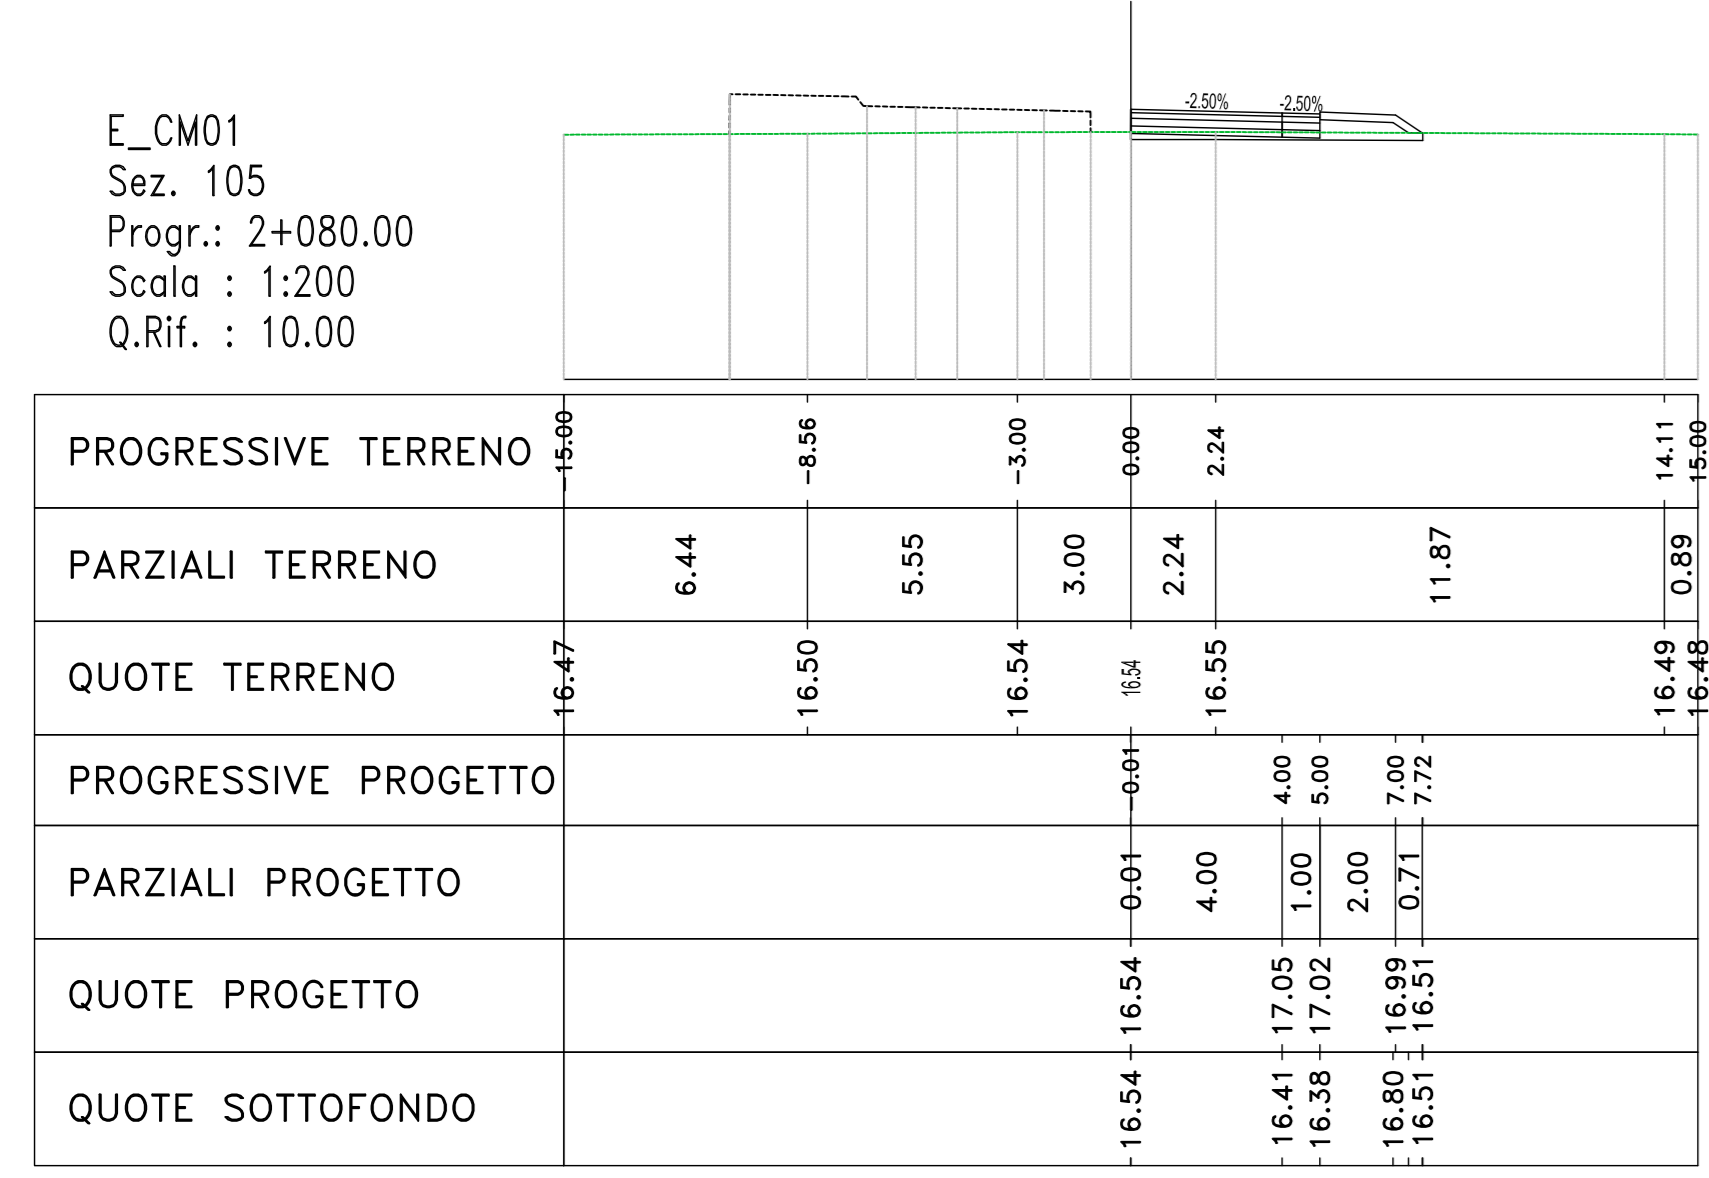 -2.50% -2.50%
E_CM01
Sez. 105
Progr.: 2+080.00
Scala : 1:200
Q.Rif. : 10.00
PROGRESSIVE TERRENO -15.00 -8.56 -3.00 0.00 2.24 14.11 15.00
PARZIALI TERRENO 6.44 5.55 3.00 2.24 11.87 0.89
QUOTE TERRENO 16.47 16.50 16.54 16.54 16.55 16.49 16.48
PROGRESSIVE PROGETTO -0.01 4.00 5.00 7.00 7.72
PARZIALI PROGETTO 0.01 4.00 1.00 2.00 0.71
QUOTE PROGETTO 16.54 17.05 17.02 16.99 16.51
QUOTE SOTTOFONDO 16.54 16.41 16.38 16.80 16.51